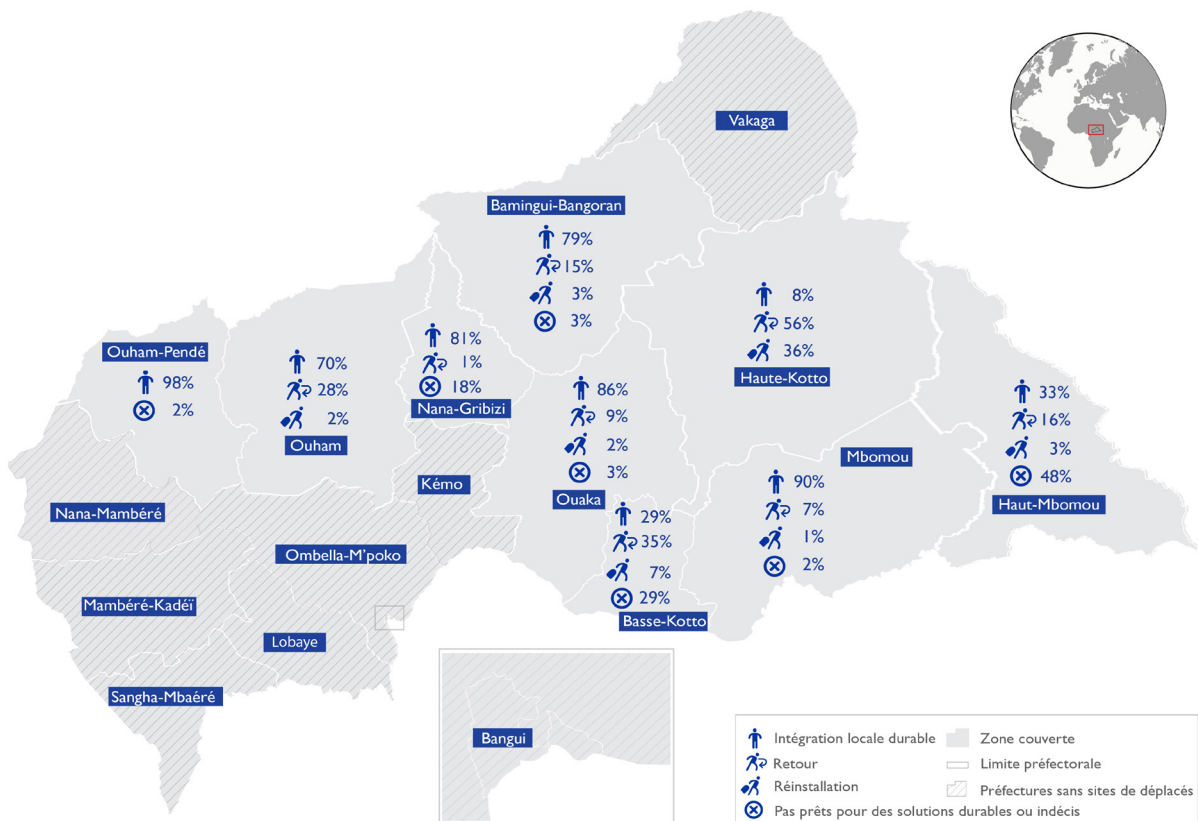 Vakaga
Bamingui-Bangoran
79%
15%
3%
3%
8%
56%
36%
Haute-Kotto
Ouham-Pendé
98%
2%
70%
28%
2%
Ouham
81%
1%
18%
Nana-Gribizi
86%
9%
2%
3%
Ouaka
33%
16%
3%
48%
Haut-Mbomou
Mbomou
90%
7%
1%
2%
Kémo
29%
35%
7%
29%
Basse-Kotto
Nana-Mambéré
Ombella-M'poko
Mambéré-Kadéï
Lobaye
Sangha-Mbaéré
Bangui
Intégration locale durable
Retour
Réinstallation
Pas prêts pour des solutions durables ou indécis
Zone couverte
Limite préfectorale
Préfectures sans sites de déplacés